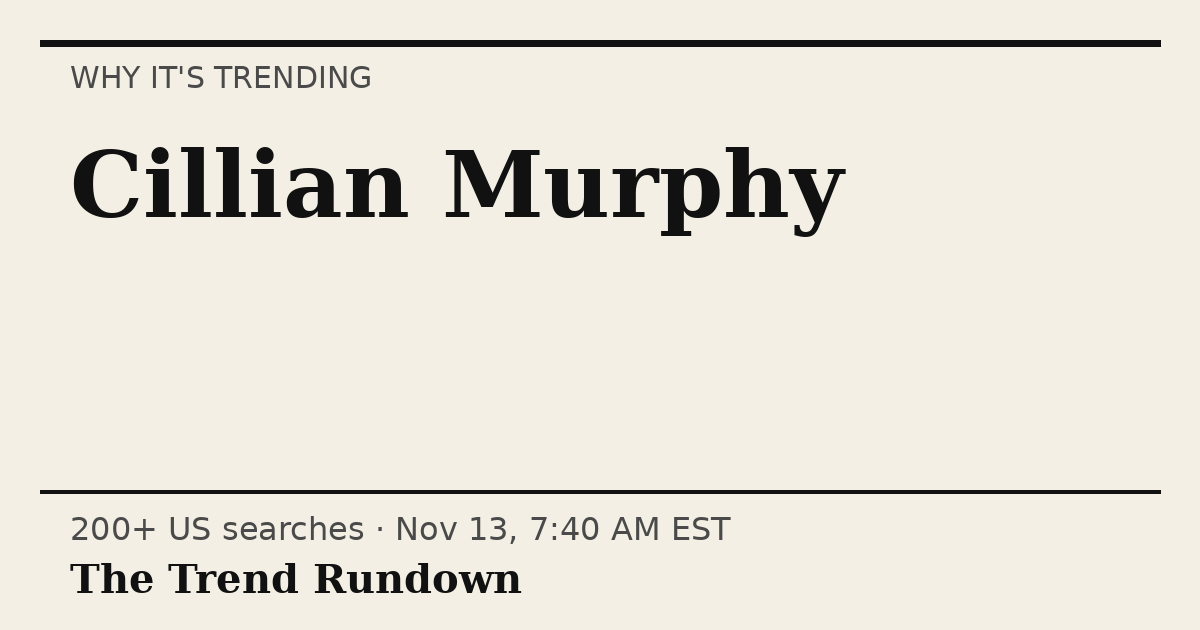 WHY IT'S TRENDING
Cillian Murphy
200+ US searches · Nov 13, 7:40 AM EST
The Trend Rundown